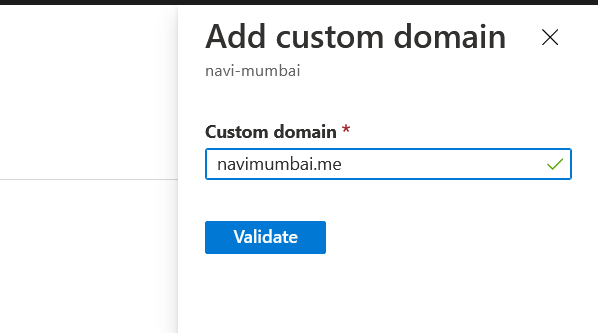 Add custom domain
navi-mumbai
Custom domain *
navimumbai.me
Validate